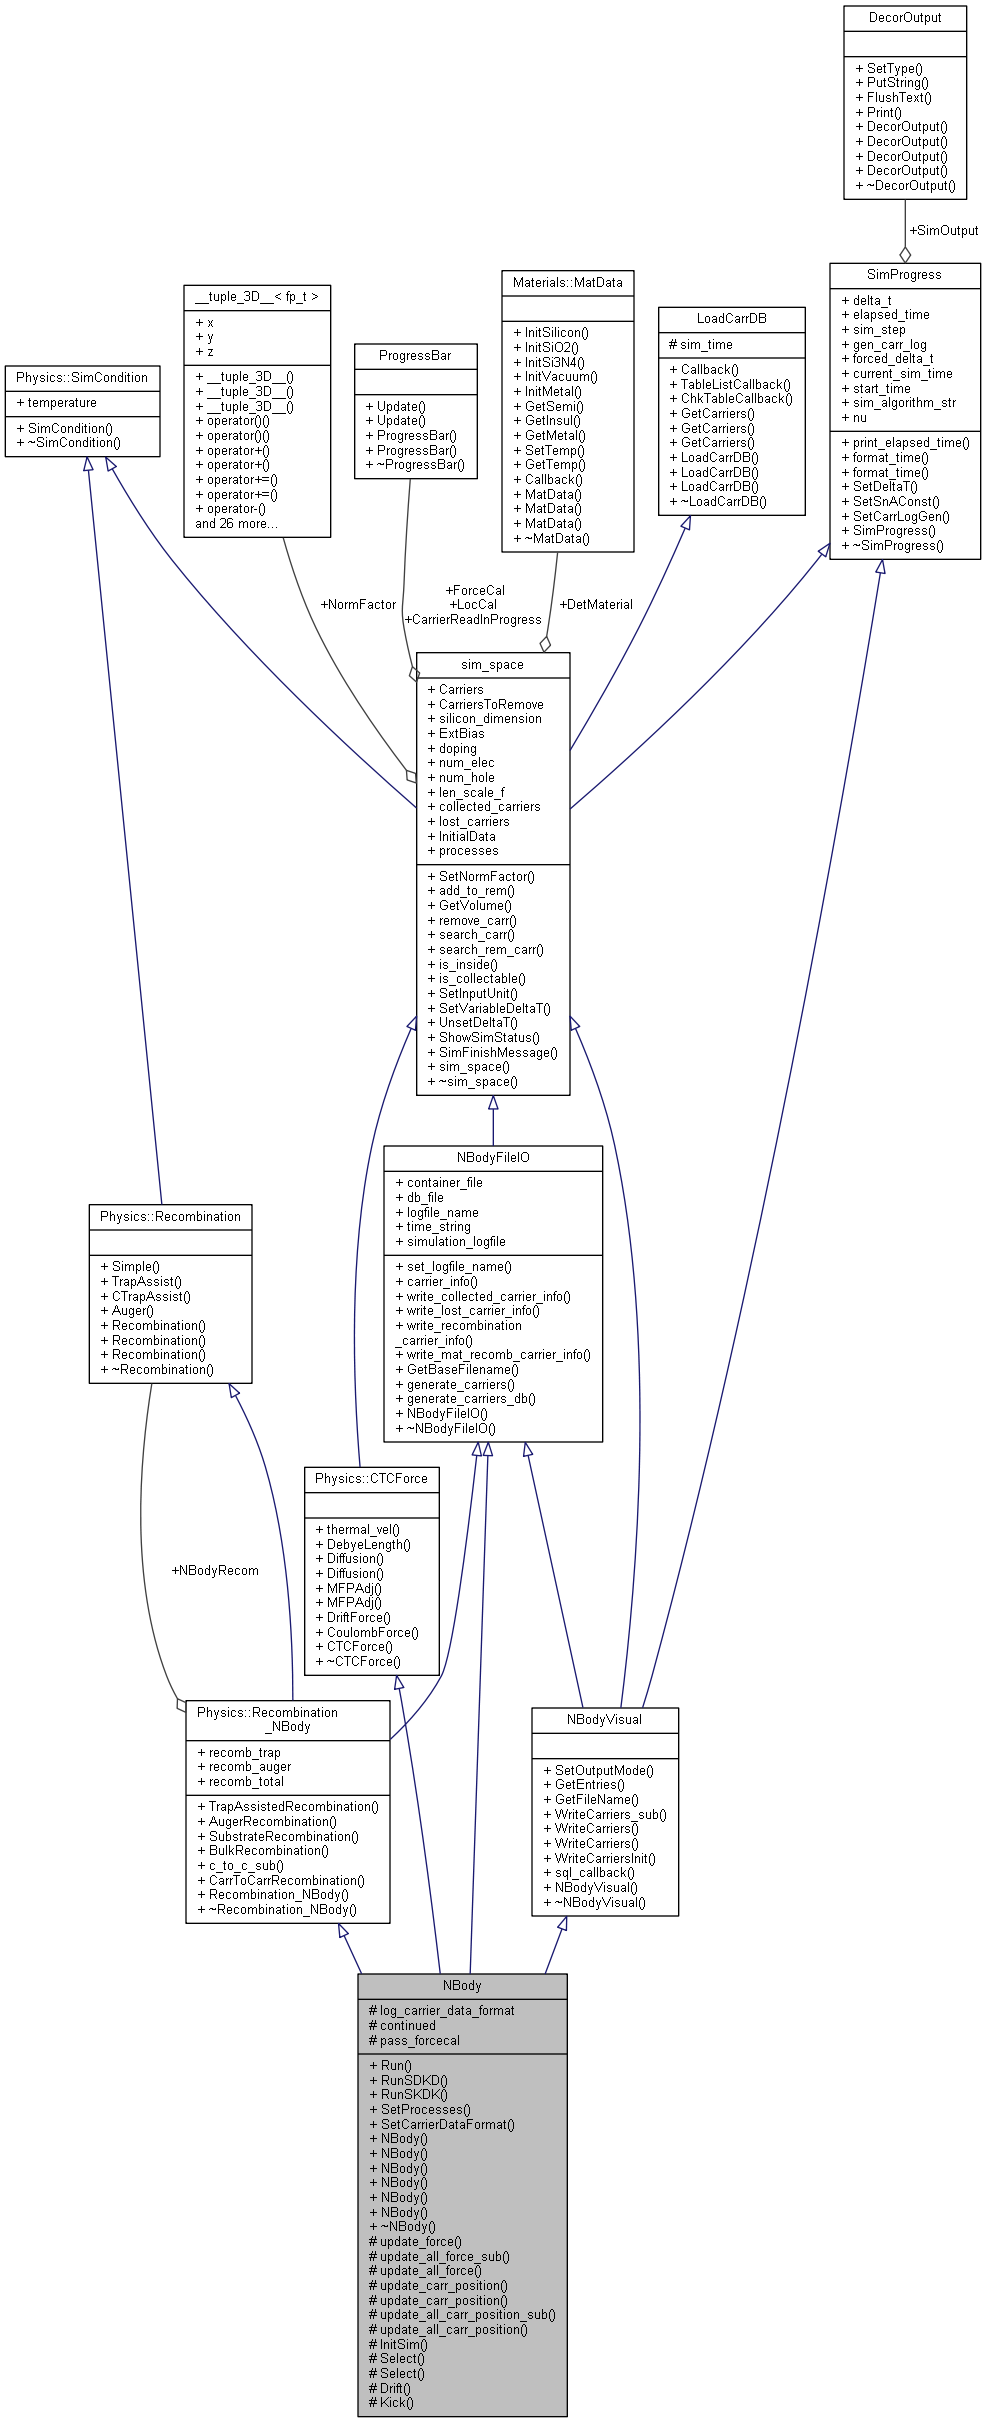 DecorOutput
+ SetType()
+ PutString()
+ FlushText()
+ Print()
+ DecorOutput()
+ DecorOutput()
+ DecorOutput()
+ DecorOutput()
+ ~DecorOutput()
+SimOutput
SimProgress
+ delta_t
+ elapsed_time
+ sim_step
+ gen_carr_log
+ forced_delta_t
+ current_sim_time
+ start_time
+ sim_algorithm_str
+ nu
+ print_elapsed_time()
+ format_time()
+ format_time()
+ SetDeltaT()
+ SetSnAConst()
+ SetCarrLogGen()
+ SimProgress()
+ ~SimProgress()
Materials::MatData
+ InitSilicon()
+ InitSiO2()
+ InitSi3N4()
+ InitVacuum()
+ InitMetal()
+ GetSemi()
+ GetInsul()
+ GetMetal()
+ SetTemp()
+ GetTemp()
+ Callback()
+ MatData()
+ MatData()
+ MatData()
+ ~MatData()
__tuple_3D__< fp_t >
+ x
+ y
+ z
+ __tuple_3D__()
+ __tuple_3D__()
+ __tuple_3D__()
+ operator()()
+ operator()()
+ operator+()
+ operator+()
+ operator+=()
+ operator+=()
+ operator-()
and 26 more...
LoadCarrDB
# sim_time
+ Callback()
+ TableListCallback()
+ ChkTableCallback()
+ GetCarriers()
+ GetCarriers()
+ GetCarriers()
+ LoadCarrDB()
+ LoadCarrDB()
+ LoadCarrDB()
+ ~LoadCarrDB()
ProgressBar
+ Update()
+ Update()
+ ProgressBar()
+ ProgressBar()
+ ~ProgressBar()
Physics::SimCondition
+ temperature
+ SimCondition()
+ ~SimCondition()
+NormFactor
+ForceCal
+LocCal
+CarrierReadInProgress
+DetMaterial
sim_space
+ Carriers
+ CarriersToRemove
+ silicon_dimension
+ ExtBias
+ doping
+ num_elec
+ num_hole
+ len_scale_f
+ collected_carriers
+ lost_carriers
+ InitialData
+ processes
+ SetNormFactor()
+ add_to_rem()
+ GetVolume()
+ remove_carr()
+ search_carr()
+ search_rem_carr()
+ is_inside()
+ is_collectable()
+ SetInputUnit()
+ SetVariableDeltaT()
+ UnsetDeltaT()
+ ShowSimStatus()
+ SimFinishMessage()
+ sim_space()
+ ~sim_space()
NBodyFileIO
+ container_file
+ db_file
+ logfile_name
+ time_string
+ simulation_logfile
+ set_logfile_name()
+ carrier_info()
+ write_collected_carrier_info()
+ write_lost_carrier_info()
+ write_recombination
_carrier_info()
+ write_mat_recomb_carrier_info()
+ GetBaseFilename()
+ generate_carriers()
+ generate_carriers_db()
+ NBodyFileIO()
+ ~NBodyFileIO()
Physics::Recombination
+ Simple()
+ TrapAssist()
+ CTrapAssist()
+ Auger()
+ Recombination()
+ Recombination()
+ Recombination()
+ ~Recombination()
Physics::CTCForce
+ thermal_vel()
+ DebyeLength()
+ Diffusion()
+ Diffusion()
+ MFPAdj()
+ MFPAdj()
+ DriftForce()
+ CoulombForce()
+ CTCForce()
+ ~CTCForce()
+NBodyRecom
Physics::Recombination
_NBody
+ recomb_trap
+ recomb_auger
+ recomb_total
+ TrapAssistedRecombination()
+ AugerRecombination()
+ SubstrateRecombination()
+ BulkRecombination()
+ c_to_c_sub()
+ CarrToCarrRecombination()
+ Recombination_NBody()
+ ~Recombination_NBody()
NBodyVisual
+ SetOutputMode()
+ GetEntries()
+ GetFileName()
+ WriteCarriers_sub()
+ WriteCarriers()
+ WriteCarriers()
+ WriteCarriersInit()
+ sql_callback()
+ NBodyVisual()
+ ~NBodyVisual()
NBody
# log_carrier_data_format
# continued
# pass_forcecal
+ Run()
+ RunSDKD()
+ RunSKDK()
+ SetProcesses()
+ SetCarrierDataFormat()
+ NBody()
+ NBody()
+ NBody()
+ NBody()
+ NBody()
+ NBody()
+ ~NBody()
# update_force()
# update_all_force_sub()
# update_all_force()
# update_carr_position()
# update_carr_position()
# update_all_carr_position_sub()
# update_all_carr_position()
# InitSim()
# Select()
# Select()
# Drift()
# Kick()